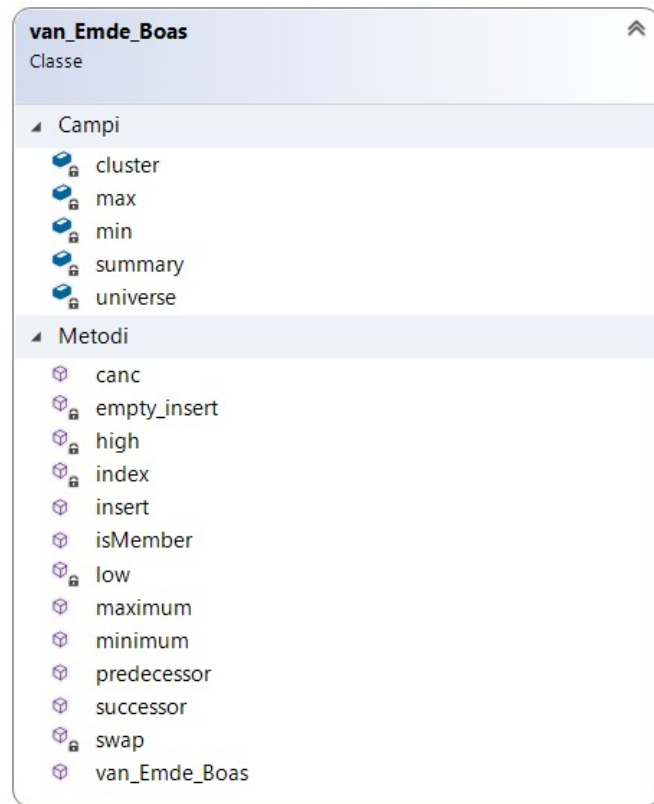 van_Emde_Boas
Classe
Campi
cluster
max
min
summary
universe
Metodi
canc
empty_insert
high
index
insert
isMember
low
maximum
minimum
predecessor
successor
swap
van_Emde_Boas